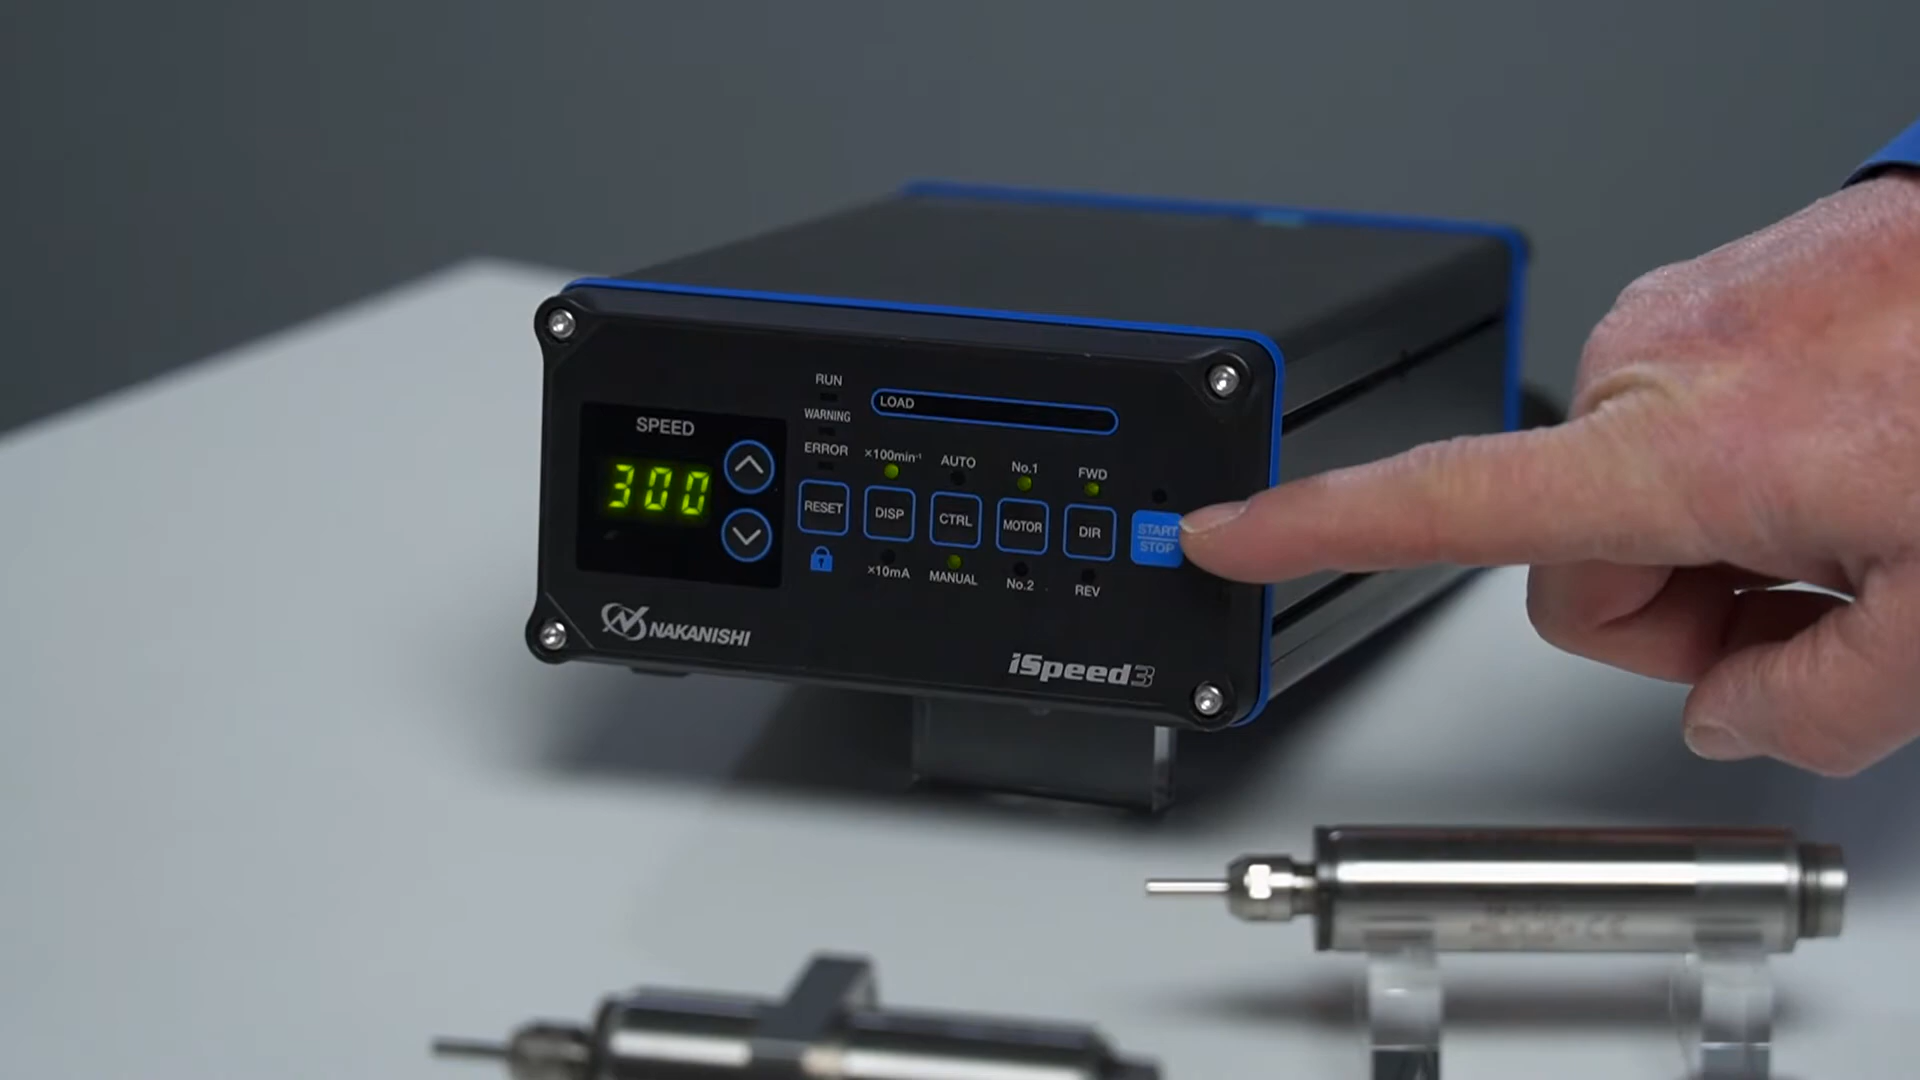 RUN
WARNING
ERROR
LOAD
SPEED
300
×100min⁻¹
AUTO
No.1
FWD
RESET
DISP
CTRL
MOTOR
DIR
START
STOP
×10mA
MANUAL
No.2
REV
NAKANISHI
iSpeed3